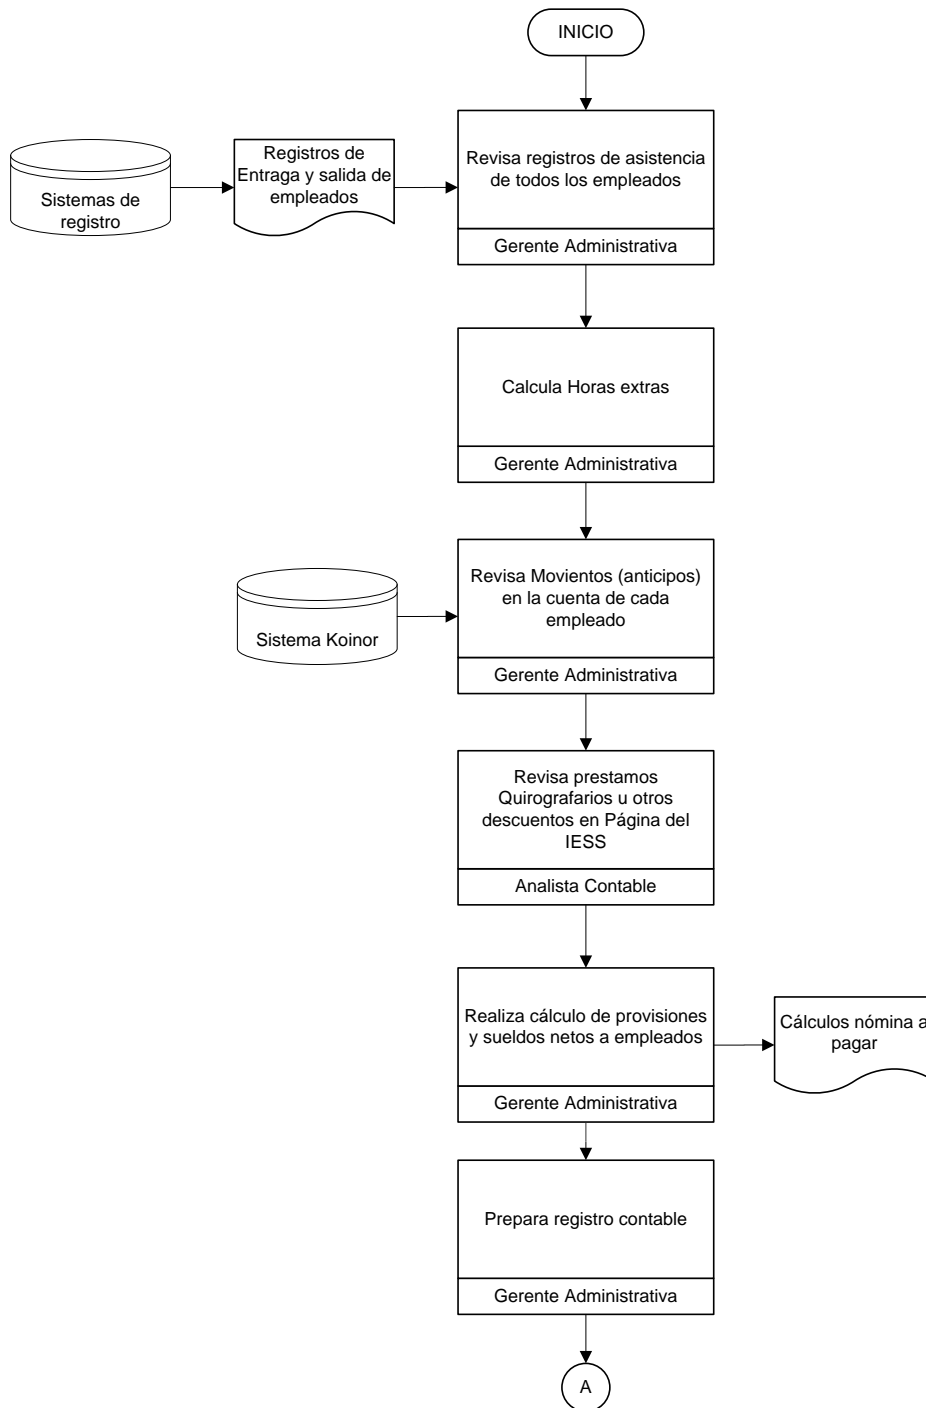 INICIO
Sistemas de
registro
Registros de
Entraga y salida de
empleados
Revisa registros de asistencia
de todos los empleados
Gerente Administrativa
Calcula Horas extras
Gerente Administrativa
Sistema Koinor
Revisa Movientos (anticipos)
en la cuenta de cada
empleado
Gerente Administrativa
Revisa prestamos
Quirografarios u otros
descuentos en Página del
IESS
Analista Contable
Realiza cálculo de provisiones
y sueldos netos a empleados
Gerente Administrativa
Cálculos nómina a
pagar
Prepara registro contable
Gerente Administrativa
A